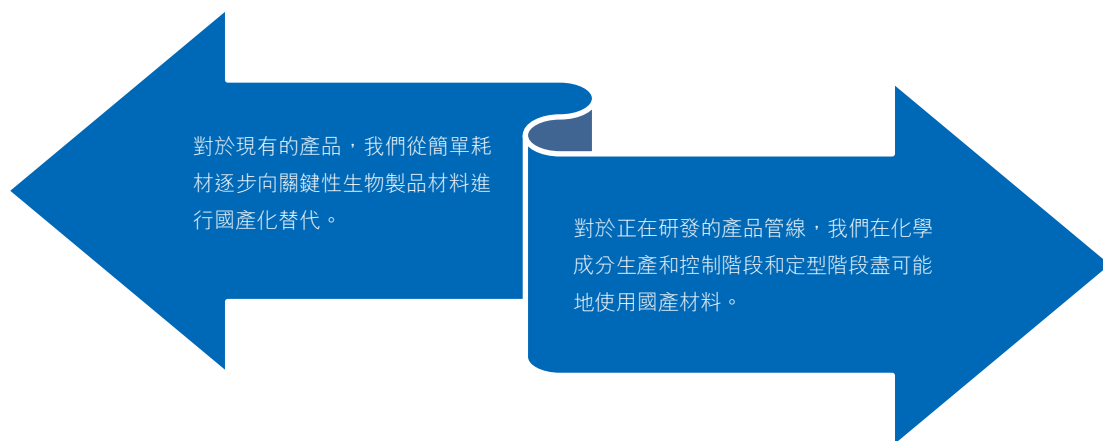 對於現有的產品，我們從簡單耗
材逐步向關鍵性生物製品材料進
行國產化替代。
對於正在研發的產品管線，我們在化學
成分生產和控制階段和定型階段盡可能
地使用國產材料。